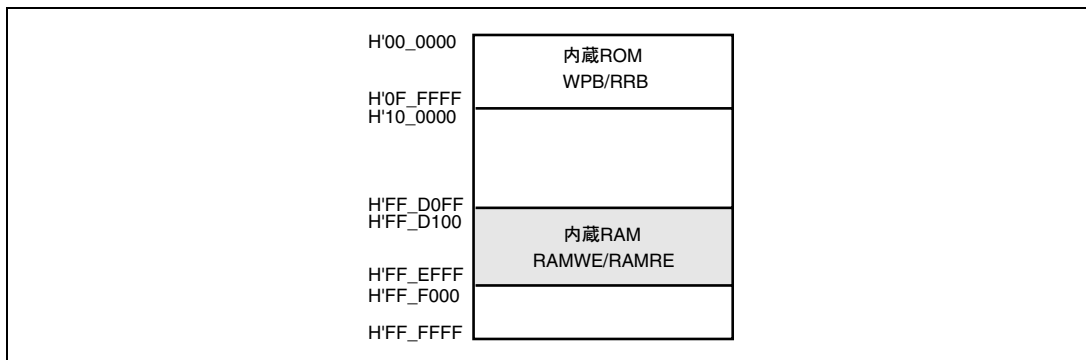 H'00_0000
内蔵ROM
WPB/RRB
H'0F_FFFF
H'10_0000
H'FF_D0FF
H'FF_D100
内蔵RAM
RAMWE/RAMRE
H'FF_EFFF
H'FF_F000
H'FF_FFFF